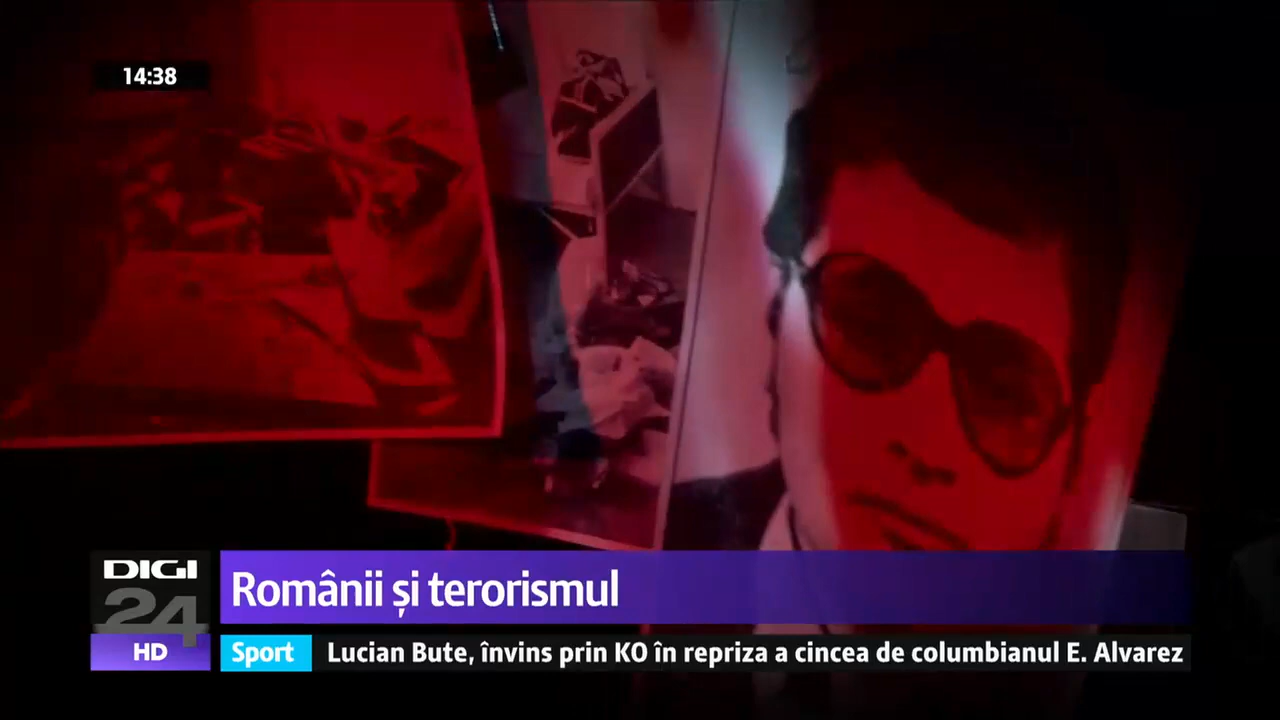 14:38
DIGI
24
HD
Românii și terorismul
Sport
Lucian Bute, învins prin KO în repriza a cincea de columbianul E. Alvarez